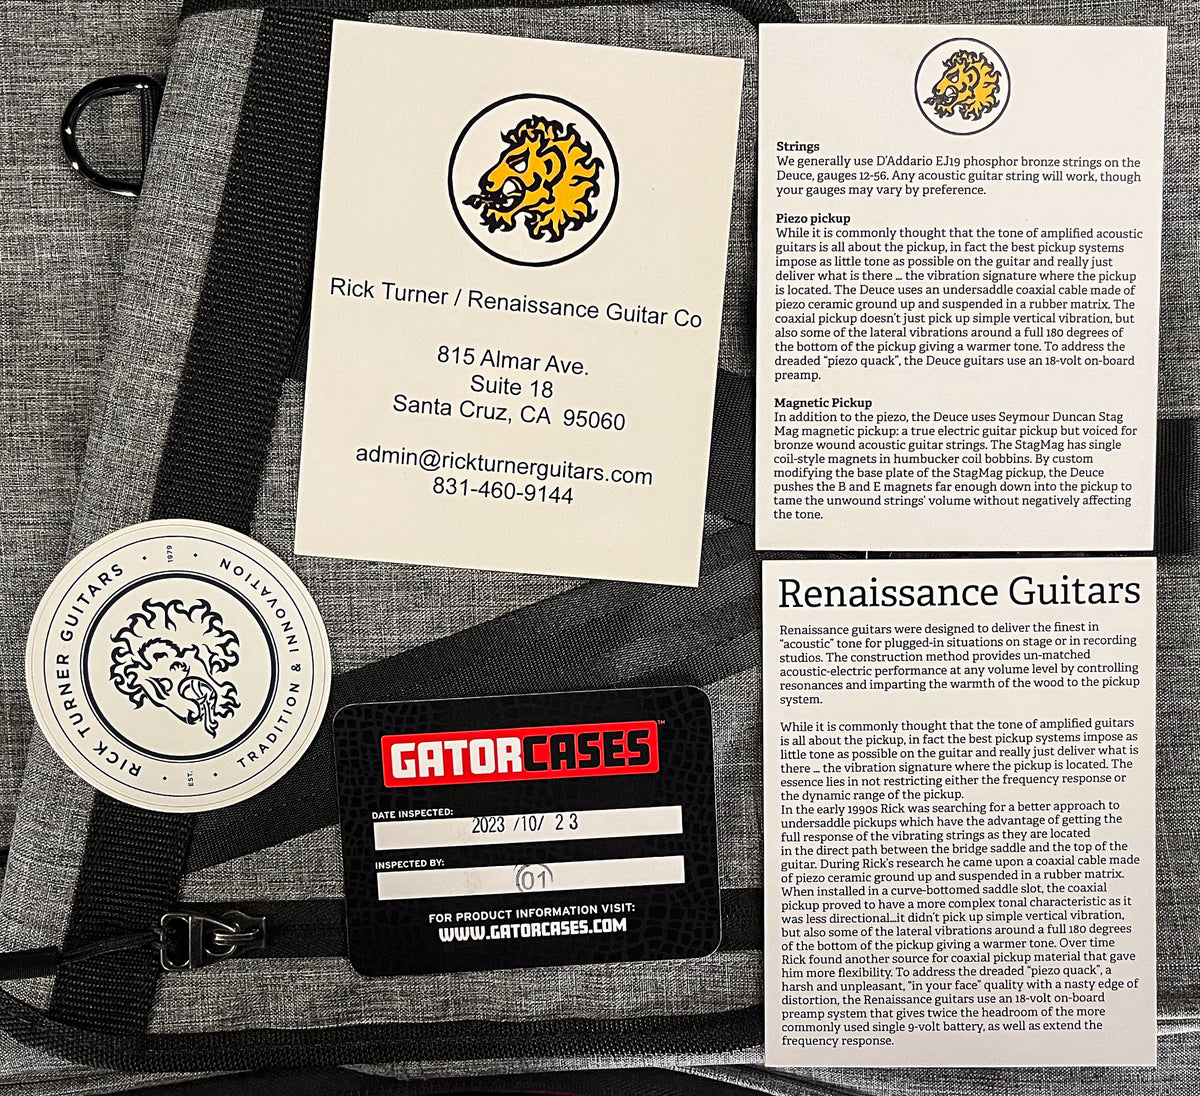 Rick Turner / Renaissance Guitar Co
815 Almar Ave.
Suite 18
Santa Cruz, CA 95060
admin@rickturnerguitars.com
831-460-9144
Strings
We generally use D'Addario EJ19 phosphor bronze strings on the
Deuce, gauges 12-56. Any acoustic guitar string will work, though
your gauges may vary by preference.
Piezo pickup
While it is commonly thought that the tone of amplified acoustic
guitars is all about the pickup, in fact the best pickup systems
impose as little tone as possible on the guitar and really just
deliver what is there ... the vibration signature where the pickup
is located. The Deuce uses an undersaddle coaxial cable made of
piezo ceramic ground up and suspended in a rubber matrix. The
coaxial pickup doesn't just pick up simple vertical vibration, but
also some of the lateral vibrations around a full 180 degrees of
the bottom of the pickup giving a warmer tone. To address the
dreaded "piezo quack", the Deuce guitars use an 18-volt on-board
preamp.
Magnetic Pickup
In addition to the piezo, the Deuce uses Seymour Duncan Stag
Mag magnetic pickup: a true electric guitar pickup but voiced for
bronze wound acoustic guitar strings. The StagMag has single
coil-style magnets in humbucker coil bobbins. By custom
modifying the base plate of the StagMag pickup, the Deuce
pushes the B and E magnets far enough down into the pickup to
tame the unwound strings' volume without negatively affecting
the tone.
RICK TURNER GUITARS • 1979 • TRADITION & INNOVATION • EST. •
GATORCASES™
DATE INSPECTED:
2023 /10/ 23
INSPECTED BY:
01
FOR PRODUCT INFORMATION VISIT:
WWW.GATORCASES.COM
Renaissance Guitars
Renaissance guitars were designed to deliver the finest in
"acoustic" tone for plugged-in situations on stage or in recording
studios. The construction method provides un-matched
acoustic-electric performance at any volume level by controlling
resonances and imparting the warmth of the wood to the pickup
system.
While it is commonly thought that the tone of amplified guitars
is all about the pickup, in fact the best pickup systems impose as
little tone as possible on the guitar and really just deliver what is
there ... the vibration signature where the pickup is located. The
essence lies in not restricting either the frequency response or
the dynamic range of the pickup.
In the early 1990s Rick was searching for a better approach to
undersaddle pickups which have the advantage of getting the
full response of the vibrating strings as they are located
in the direct path between the bridge saddle and the top of the
guitar. During Rick's research he came upon a coaxial cable made
of piezo ceramic ground up and suspended in a rubber matrix.
When installed in a curve-bottomed saddle slot, the coaxial
pickup proved to have a more complex tonal characteristic as it
was less directional...it didn't pick up simple vertical vibration,
but also some of the lateral vibrations around a full 180 degrees
of the bottom of the pickup giving a warmer tone. Over time
Rick found another source for coaxial pickup material that gave
him more flexibility. To address the dreaded "piezo quack", a
harsh and unpleasant, "in your face" quality with a nasty edge of
distortion, the Renaissance guitars use an 18-volt on-board
preamp system that gives twice the headroom of the more
commonly used single 9-volt battery, as well as extend the
frequency response.